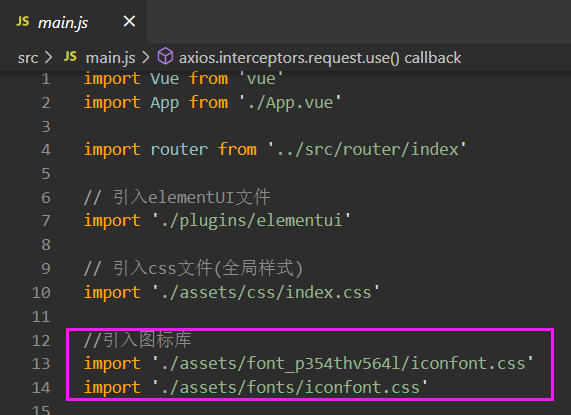 JS main.js ×
src > JS main.js > axios.interceptors.request.use() callback
1 import Vue from 'vue'
2 import App from './App.vue'
3
4 import router from '../src/router/index'
5
6 // 引入elementUI文件
7 import './plugins/elementui'
8
9 // 引入css文件(全局样式)
10 import './assets/css/index.css'
11
12 //引入图标库
13 import './assets/font_p354thv564l/iconfont.css'
14 import './assets/fonts/iconfont.css'
15